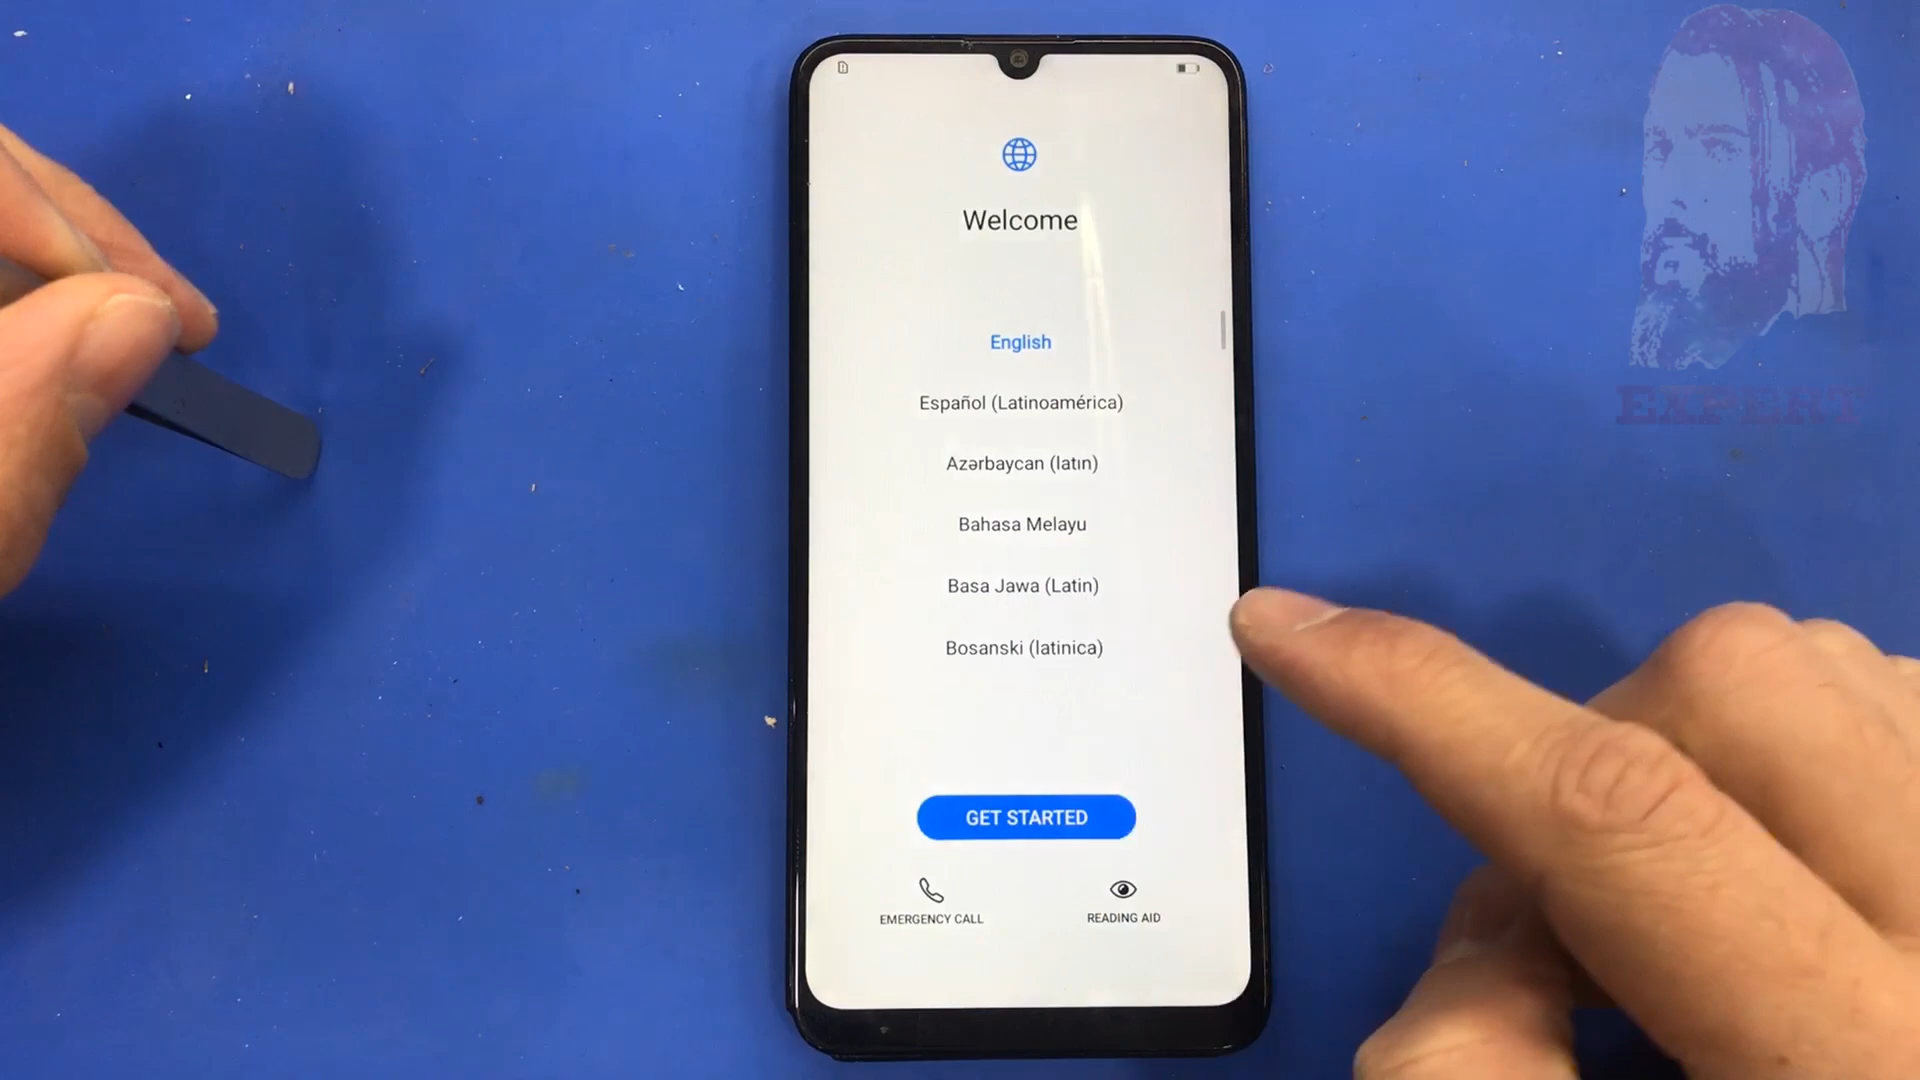 Welcome
English
Español (Latinoamérica)
Azərbaycan (latın)
Bahasa Melayu
Basa Jawa (Latin)
Bosanski (latinica)
GET STARTED
EMERGENCY CALL
READING AID
EXPERT